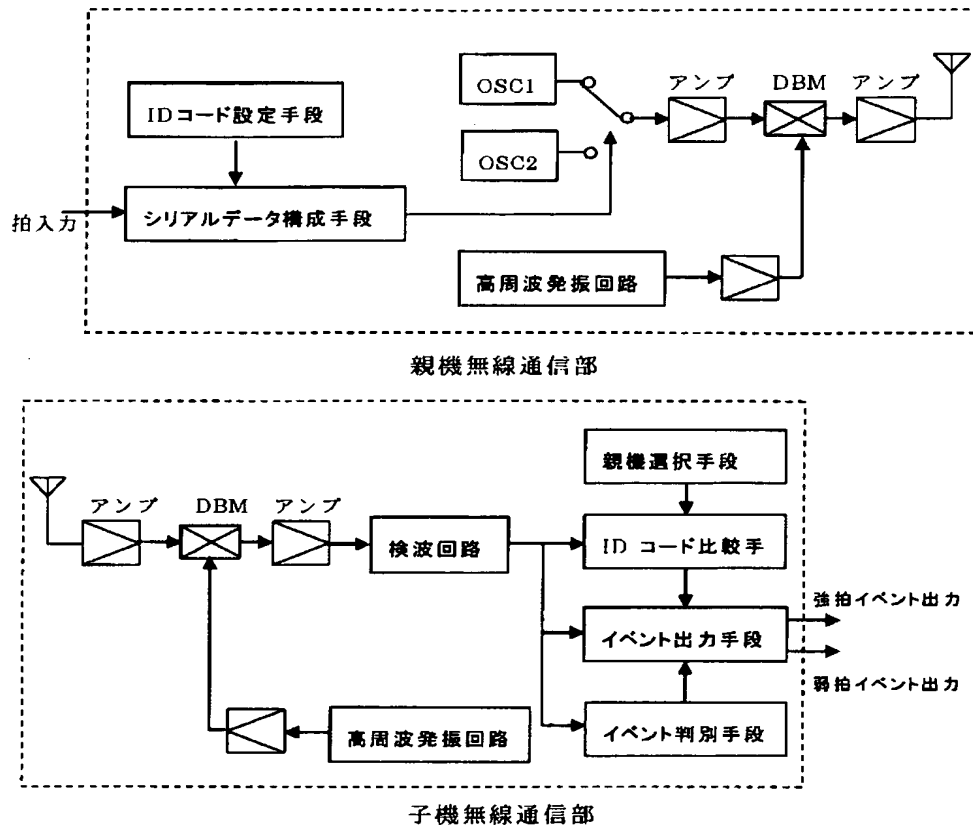 アンプ
DBM
アンプ
OSC1
IDコード設定手段
OSC2
拍入力
シリアルデータ構成手段
高周波発振回路
親機無線通信部
親機選択手段
アンプ
DBM
アンプ
検波回路
ID コード比較手
強拍イベント出力
イベント出力手段
弱拍イベント出力
高周波発振回路
イベント判別手段
子機無線通信部